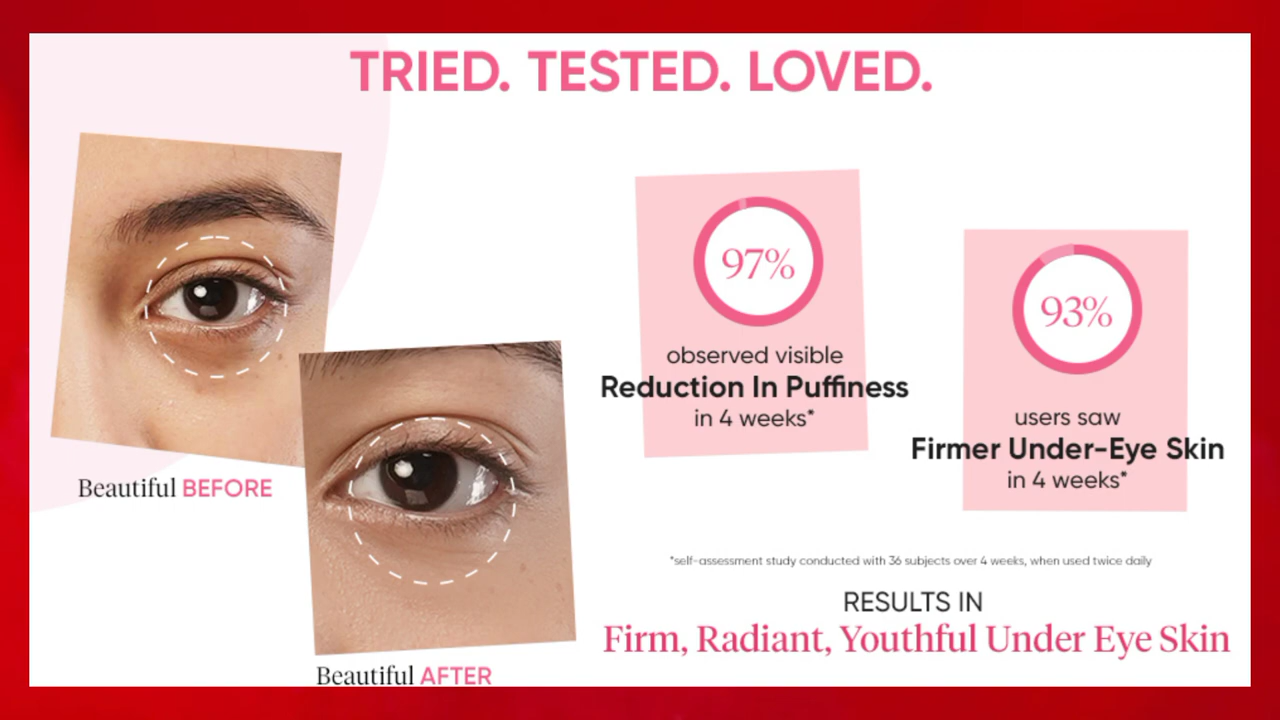 TRIED. TESTED. LOVED.
Beautiful BEFORE
Beautiful AFTER
97%
observed visible
Reduction In Puffiness
in 4 weeks*
93%
users saw
Firmer Under-Eye Skin
in 4 weeks*
*self-assessment study conducted with 36 subjects over 4 weeks, when used twice daily
RESULTS IN
Firm, Radiant, Youthful Under Eye Skin